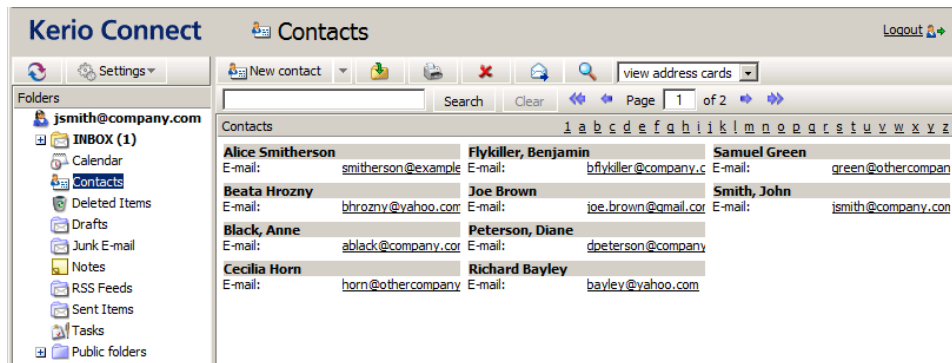 Kerio Connect
Contacts
Logout
Settings
New contact
view address cards
Folders
Search
Clear
Page 1 of 2
jsmith@company.com
INBOX (1)
Calendar
Contacts
Deleted Items
Drafts
Junk E-mail
Notes
RSS Feeds
Sent Items
Tasks
Public folders
Contacts
1 a b c d e f g h i j k l m n o p q r s t u v w x y z
Alice Smitherson
E-mail: smitherson@example
Beata Hrozny
E-mail: bhrozny@yahoo.com
Black, Anne
E-mail: ablack@company.cor
Cecilia Horn
E-mail: horn@othercompany
Flykiller, Benjamin
E-mail: bflykiller@company.c
Joe Brown
E-mail: joe.brown@gmail.cor
Peterson, Diane
E-mail: dpeterson@company
Richard Bayley
E-mail: bayley@yahoo.com
Samuel Green
E-mail: green@othercompan
Smith, John
E-mail: jsmith@company.con